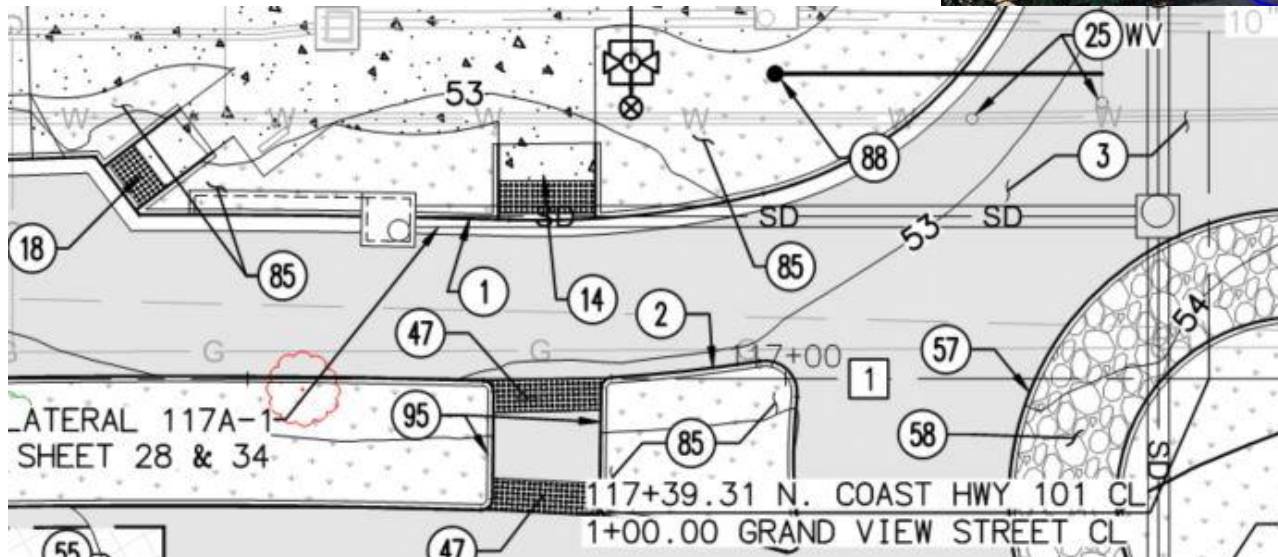 10"
25 WV
W W W W W
53
88
3
18
SD SD SD
53
85
1
14
85
2
54
47
G G G
117+00
1
57
LATERAL 117A-1
SHEET 28 & 34
95
85
58
SD
117+39.31 N. COAST HWY 101 CL
1+00.00 GRAND VIEW STREET CL
55
47